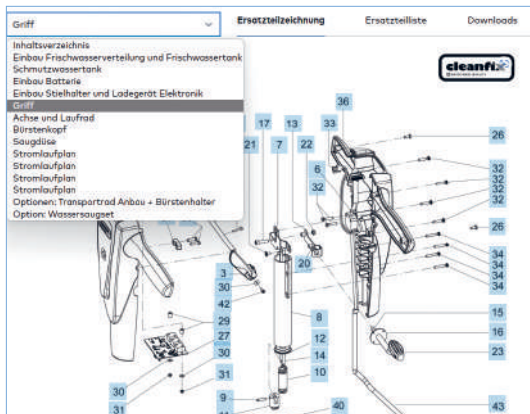 Griff
Ersatzteilzeichnung
Ersatzteilliste
Downloads
Inhaltsverzeichnis
Einbau Frischwasserverteilung und Frischwassertank
Schmutzwassertank
Einbau Batterie
Einbau Stielhalter und Ladegerät Elektronik
Griff
Achse und Laufrad
Bürstenkopf
Saugdüse
Stromlaufplan
Stromlaufplan
Stromlaufplan
Stromlaufplan
Optionen: Transportrad Anbau + Bürstenhalter
Option: Wassersaugset
cleanfix
36
17
13
33
26
21
7
22
32
6
32
32
32
32
32
26
20
34
3
34
30
34
42
34
29
8
15
27
12
16
30
14
23
10
30
31
31
9
43
40